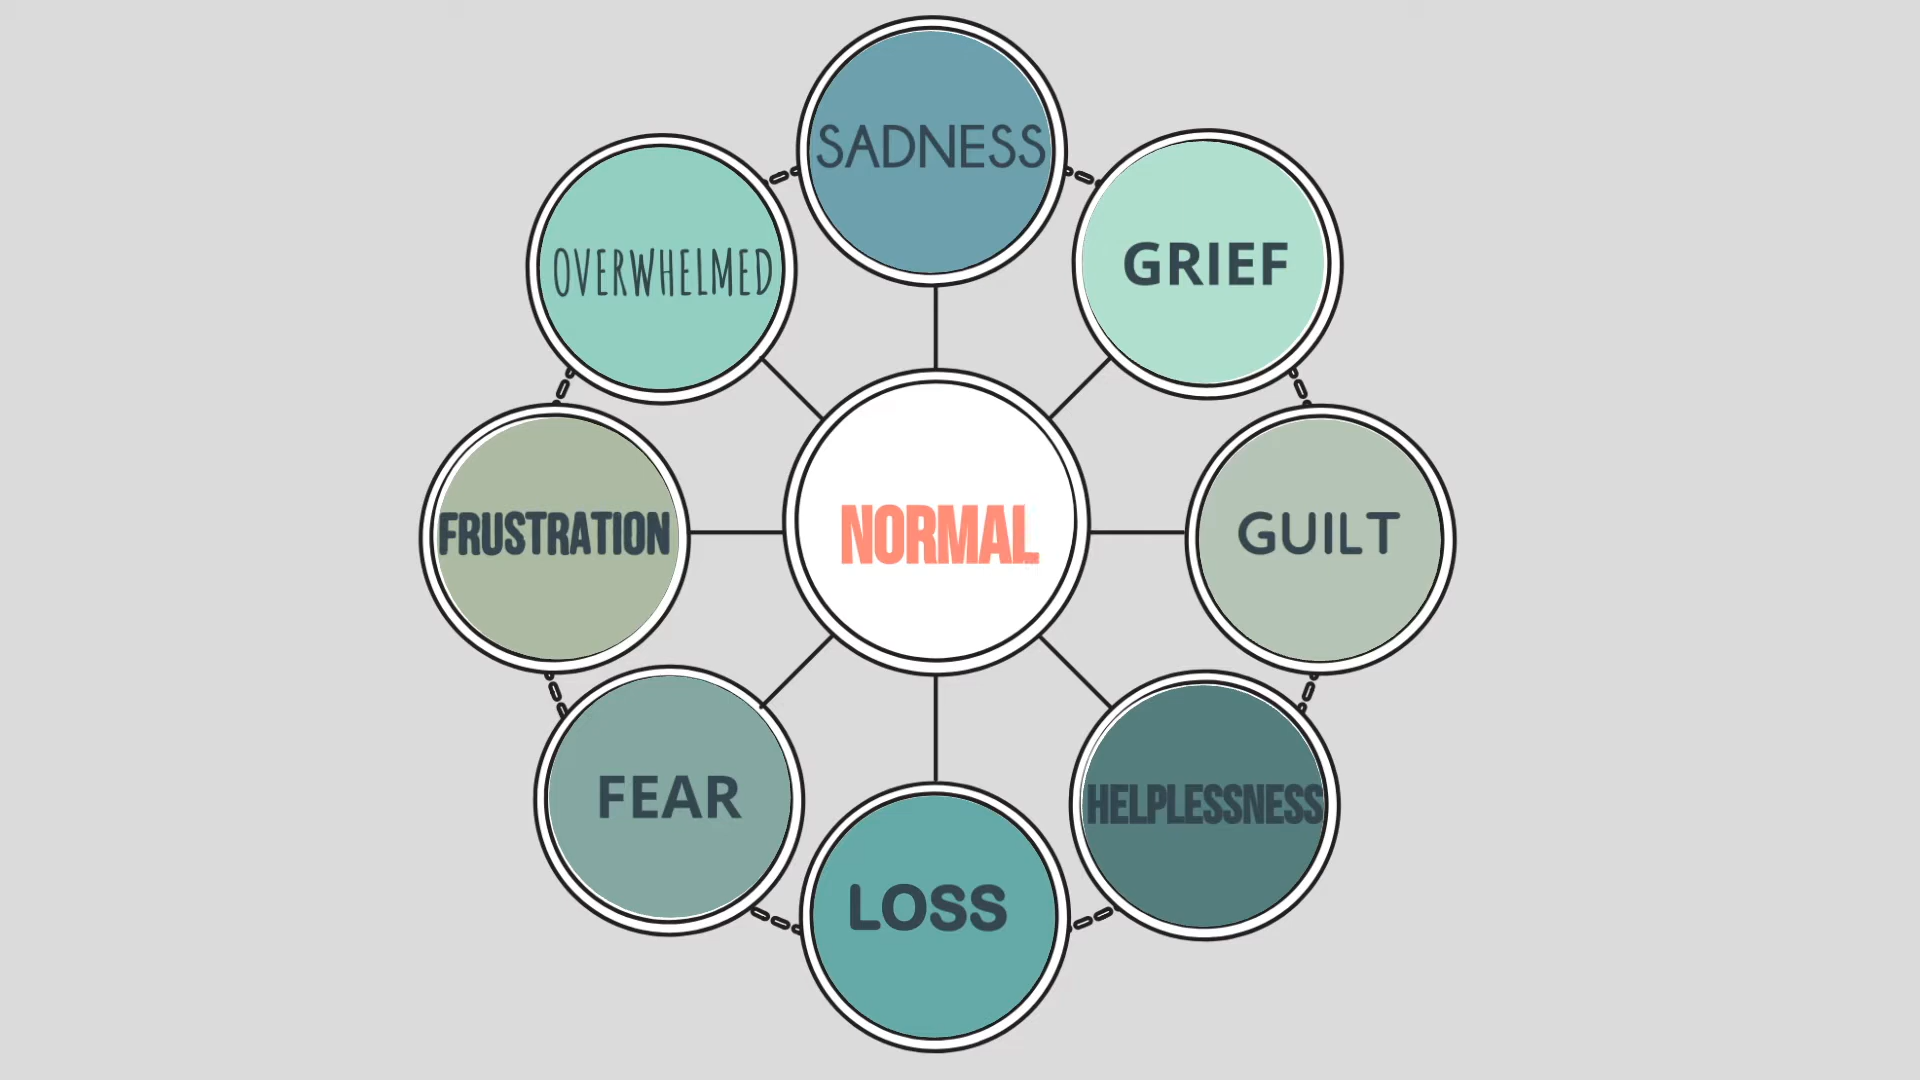 SADNESS
OVERWHELMED
GRIEF
FRUSTRATION
NORMAL
GUILT
FEAR
HELPLESSNESS
LOSS